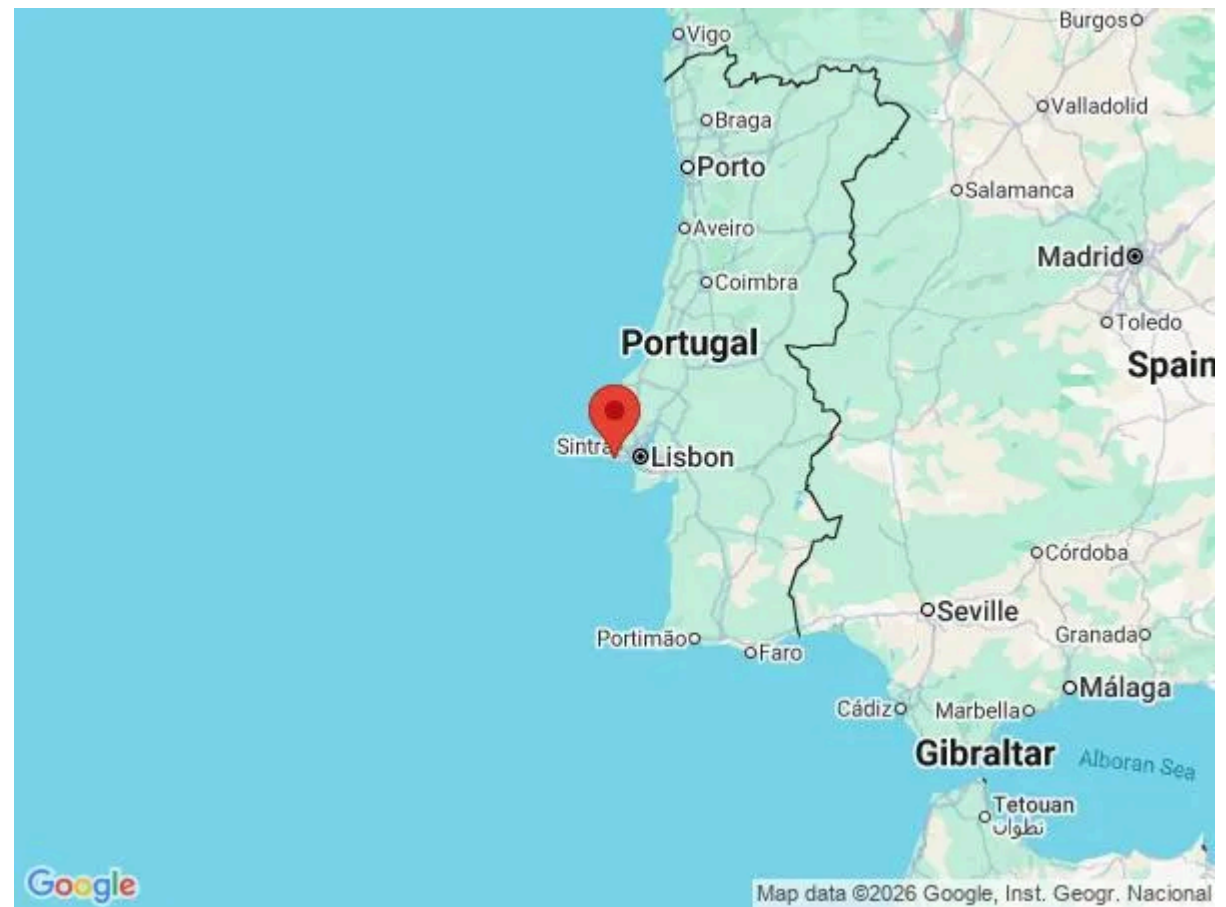 Burgos
Vigo
Valladolid
Braga
Porto
Salamanca
Aveiro
Madrid
Coimbra
Toledo
Portugal
Spain
Sintra
Lisbon
Córdoba
Seville
Granada
Portimão
Faro
Málaga
Cádiz
Marbella
Gibraltar
Alboran Sea
Tetouan
تطوان
Google
Map data ©2026 Google, Inst. Geogr. Nacional